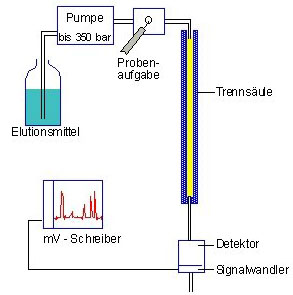 Pumpe
bis 350 bar
Proben-
aufgabe
Elutionsmittel
Trennsäule
mV - Schreiber
Detektor
Signalwandler